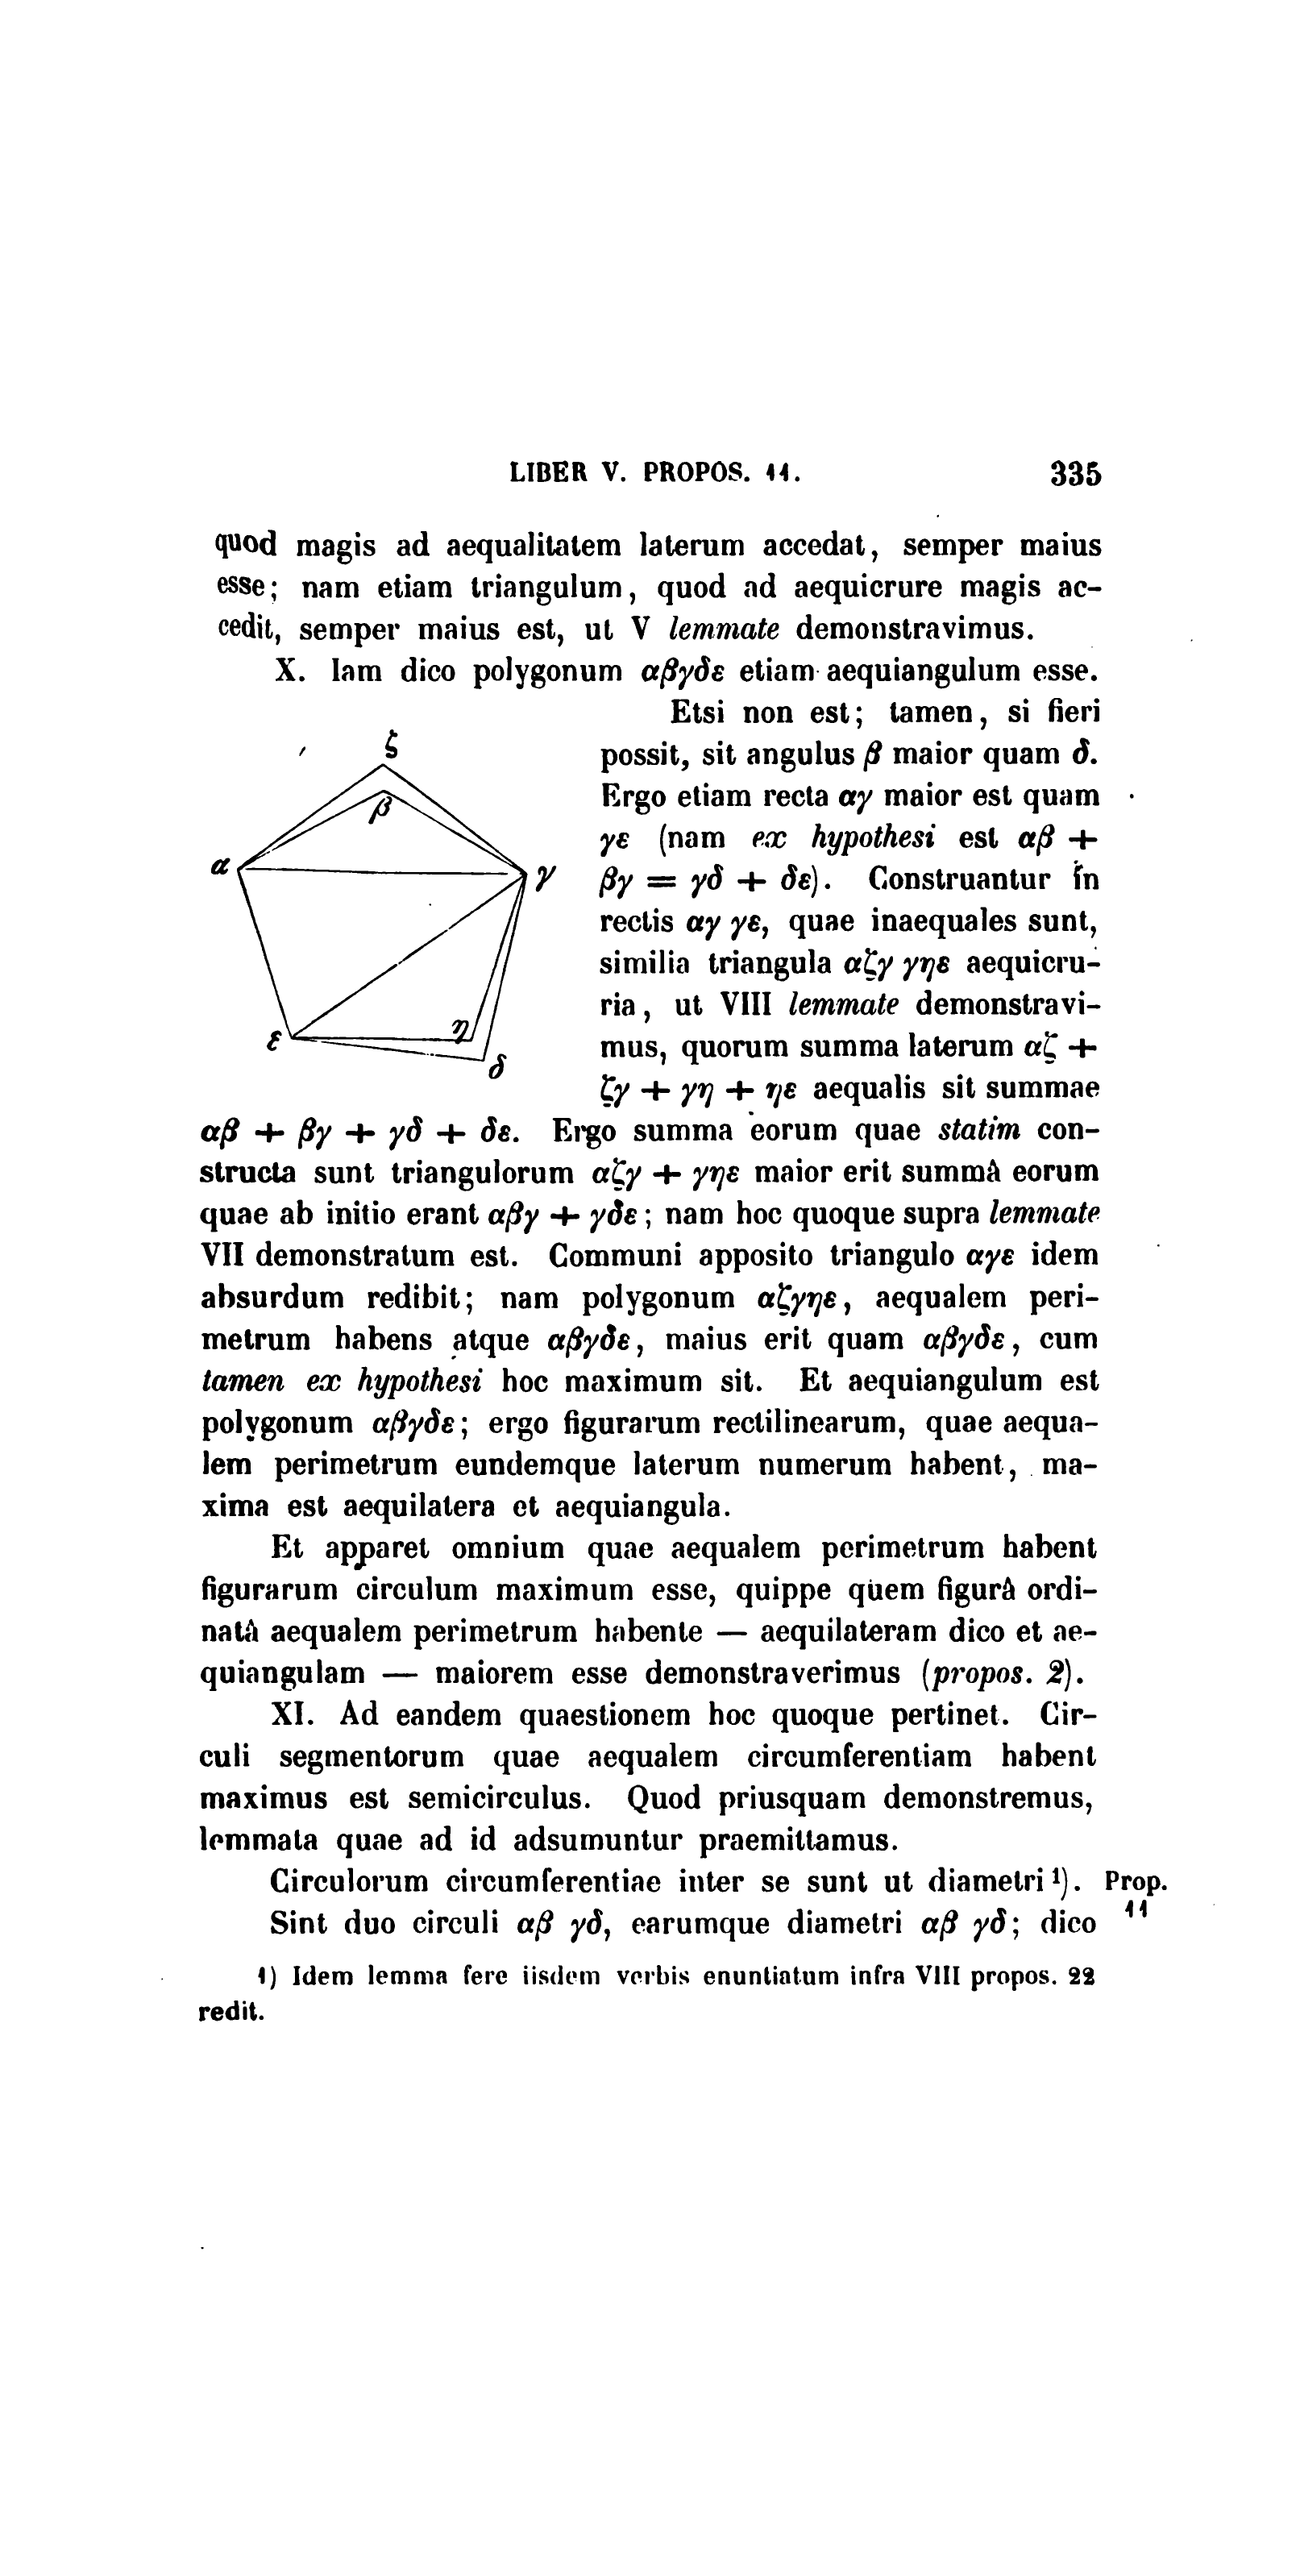 LIBER V. PROPOS. 11. 335
quod magis ad aequalitatem laterum accedat, semper maius
esse; nam etiam triangulum, quod ad aequicrure magis ac-
cedit, semper maius est, ut V lemmate demonstravimus.
X. Iam dico polygonum αβγδε etiam aequiangulum esse.
Etsi non est; tamen, si fieri
possit, sit angulus β maior quam δ.
Ergo etiam recta αγ maior est quam
γε (nam ex hypothesi est αβ +
βγ = γδ + δε). Construantur in
rectis αγ γε, quae inaequales sunt,
similia triangula αζγ γηε aequicru-
ria, ut VIII lemmate demonstravi-
mus, quorum summa laterum αζ +
ζγ + γη + ηε aequalis sit summae
αβ + βγ + γδ + δε. Ergo summa eorum quae statim con-
structa sunt triangulorum αζγ + γηε maior erit summâ eorum
quae ab initio erant αβγ + γδε; nam hoc quoque supra lemmate
VII demonstratum est. Communi apposito triangulo αγε idem
absurdum redibit; nam polygonum αζγηε, aequalem peri-
metrum habens atque αβγδε, maius erit quam αβγδε, cum
tamen ex hypothesi hoc maximum sit. Et aequiangulum est
polygonum αβγδε; ergo figurarum rectilinearum, quae aequa-
lem perimetrum eundemque laterum numerum habent, ma-
xima est aequilatera et aequiangula.
Et apparet omnium quae aequalem perimetrum habent
figurarum circulum maximum esse, quippe quem figurâ ordi-
natâ aequalem perimetrum habente — aequilateram dico et ae-
quiangulam — maiorem esse demonstraverimus (propos. 2).
XI. Ad eandem quaestionem hoc quoque pertinet. Cir-
culi segmentorum quae aequalem circumferentiam habent
maximus est semicirculus. Quod priusquam demonstremus,
lemmata quae ad id adsumuntur praemittamus.
Circulorum circumferentiae inter se sunt ut diametri ¹). Prop.
11
Sint duo circuli αβ γδ, earumque diametri αβ γδ; dico
1) Idem lemma fere iisdem verbis enuntiatum infra VIII propos. 22
redit.
ζ
β
α
γ
ε
η
δ